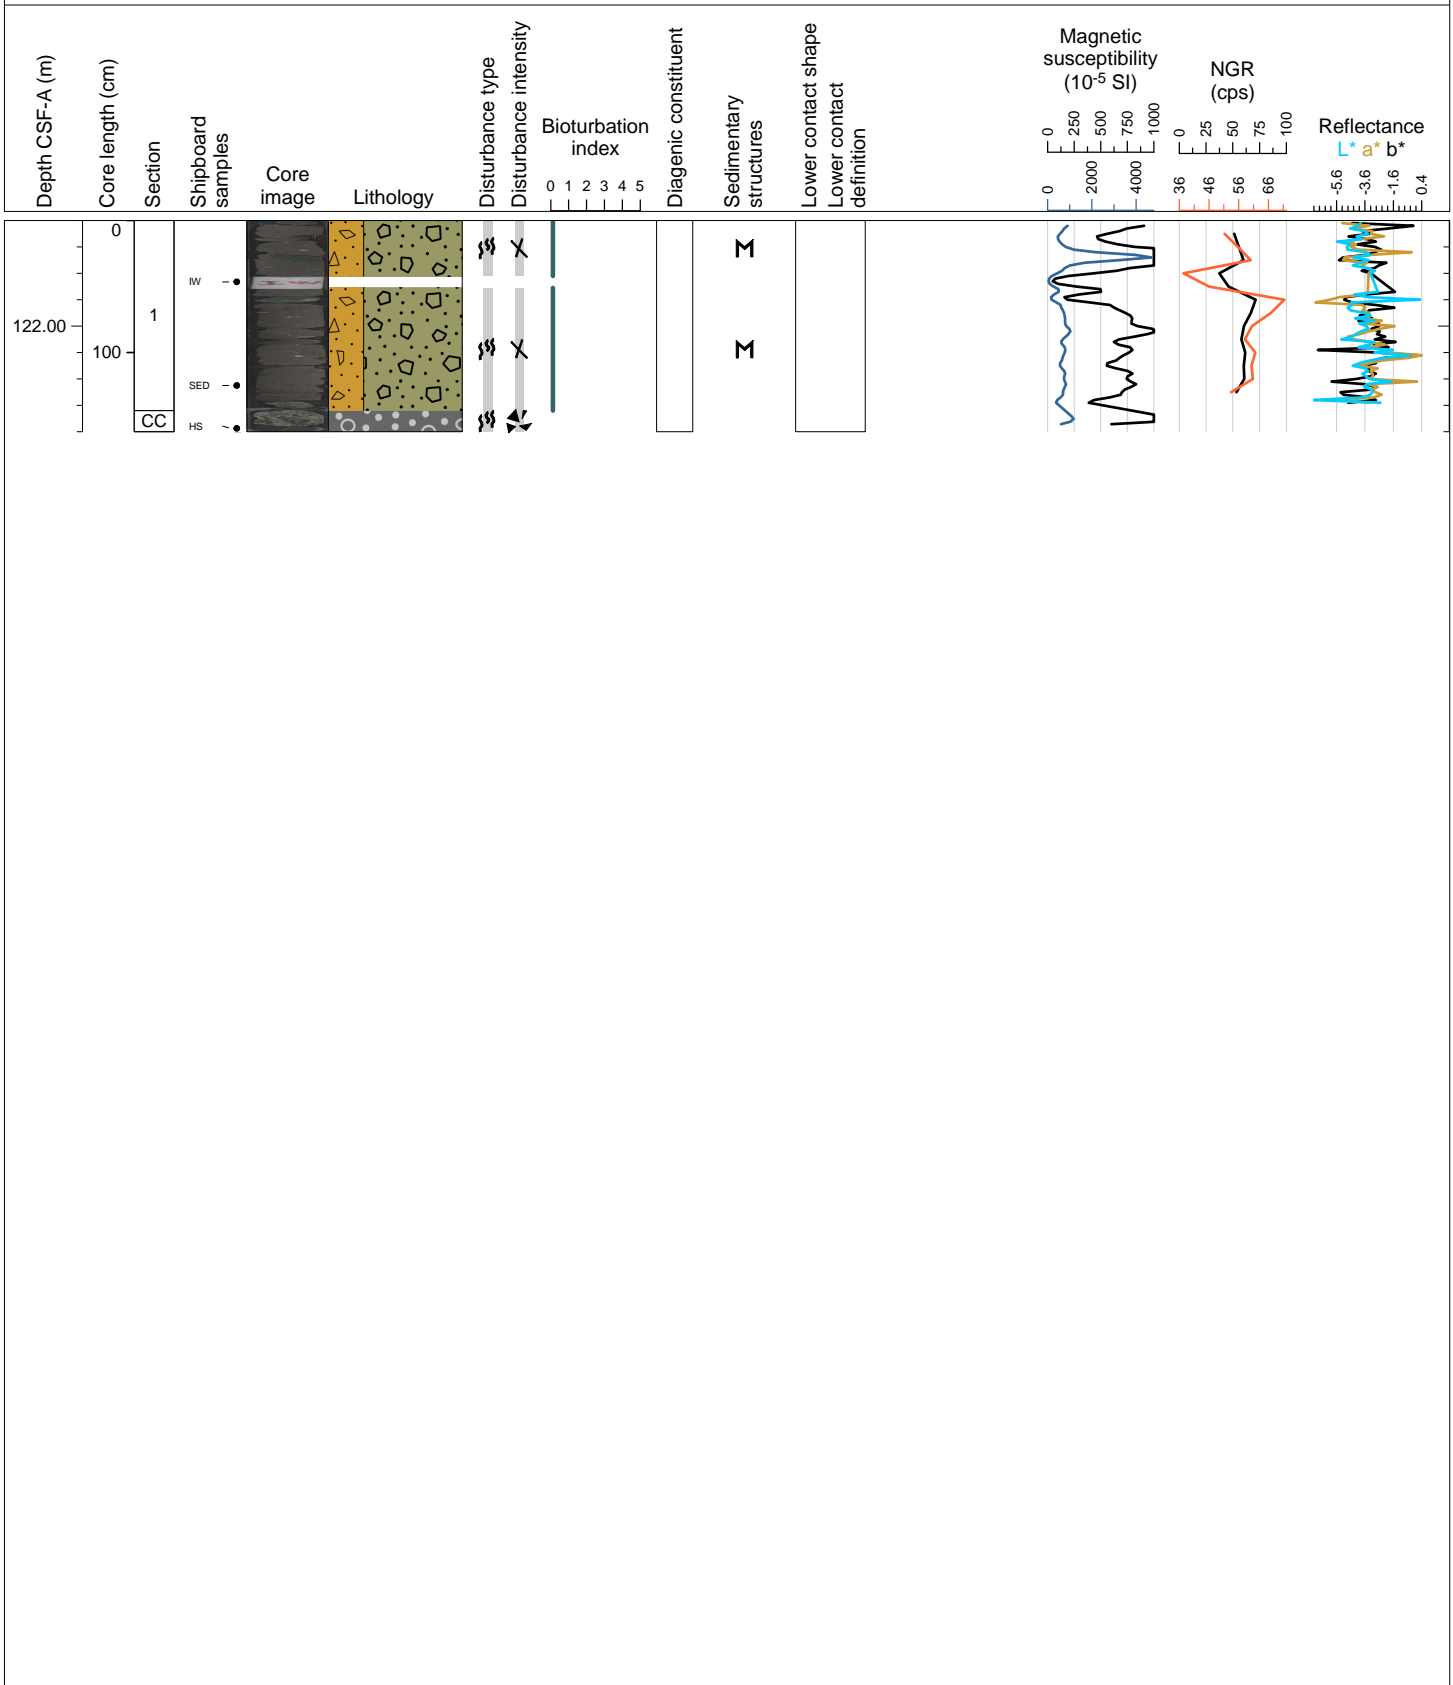 Depth CSF-A (m)
Core length (cm)
Section
Shipboard
samples
Core
image
Lithology
Disturbance type
Disturbance intensity
Bioturbation
index
0 1 2 3 4 5
Diagenic constituent
Sedimentary
structures
Lower contact shape
Lower contact
definition
Magnetic
susceptibility
(10-5 SI)
0 250 500 750 1000
0 2000 4000
NGR
(cps)
0 25 50 75 100
36 46 56 66
Reflectance
L* a* b*
-5.6 -3.6 -1.6 0.4
0
IW
1
122.00
100
SED
CC
HS